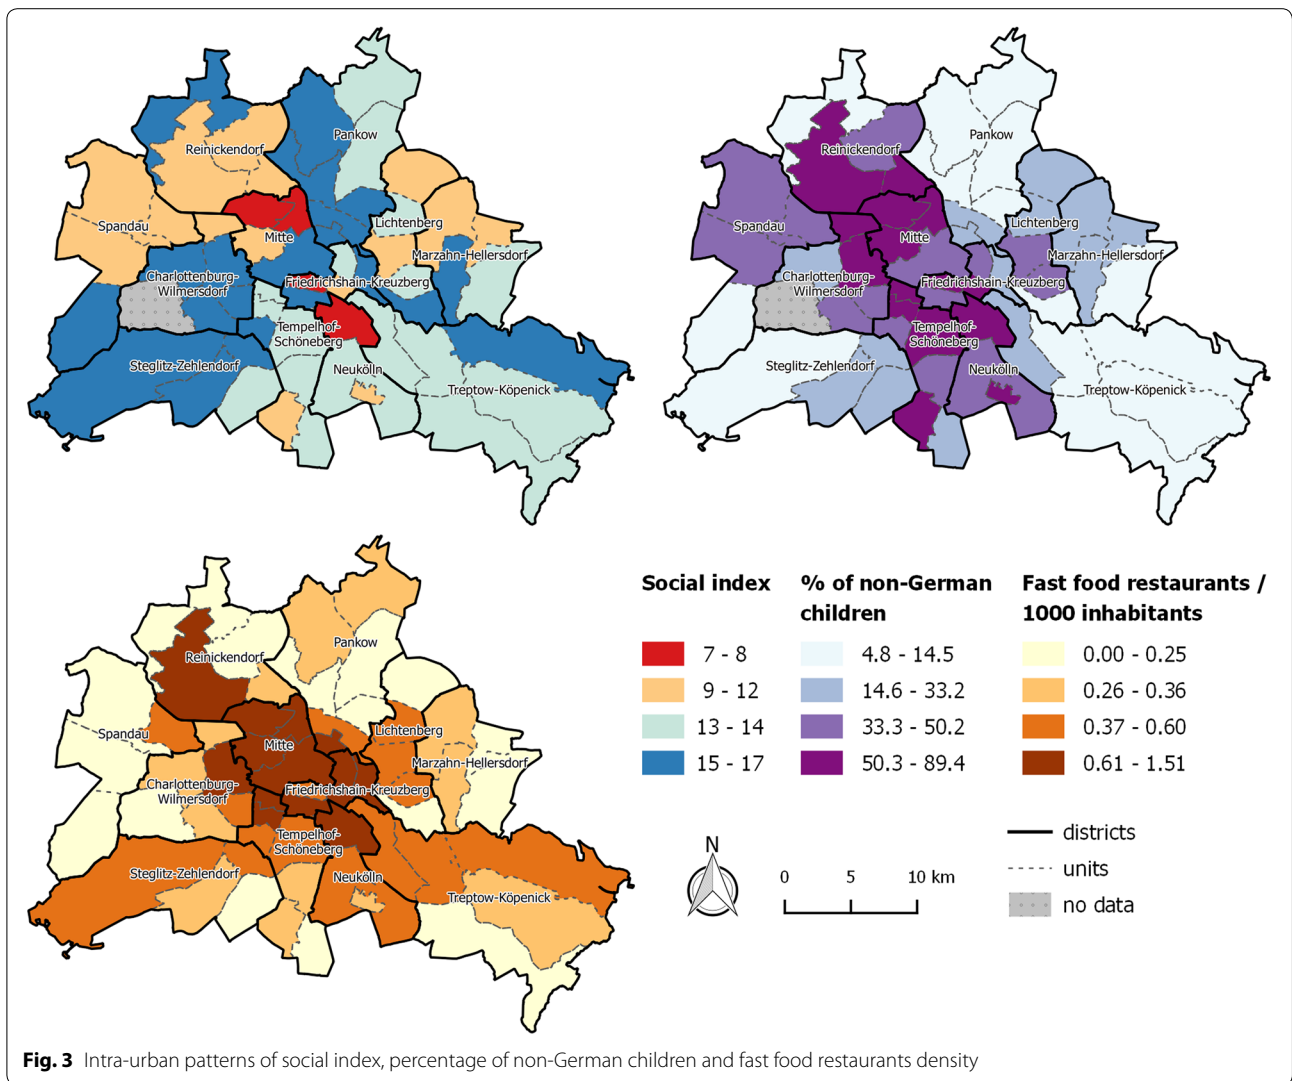 Pankow
Reinickendorf
Spandau
Mitte
Lichtenberg
Marzahn-Hellersdorf
Charlottenburg-
Wilmersdorf
Friedrichshain-Kreuzberg
Tempelhof-
Schöneberg
Steglitz-Zehlendorf
Neukölln
Treptow-Köpenick
Pankow
Reinickendorf
Spandau
Mitte
Lichtenberg
Marzahn-Hellersdorf
Charlottenburg-
Wilmersdorf
Friedrichshain-Kreuzberg
Tempelhof-
Schöneberg
Steglitz-Zehlendorf
Neukölln
Treptow-Köpenick
Pankow
Reinickendorf
Spandau
Mitte
Lichtenberg
Marzahn-Hellersdorf
Charlottenburg-
Wilmersdorf
Friedrichshain-Kreuzberg
Tempelhof-
Schöneberg
Steglitz-Zehlendorf
Neukölln
Treptow-Köpenick
Social index
7 - 8
9 - 12
13 - 14
15 - 17
% of non-German
children
4.8 - 14.5
14.6 - 33.2
33.3 - 50.2
50.3 - 89.4
Fast food restaurants /
1000 inhabitants
0.00 - 0.25
0.26 - 0.36
0.37 - 0.60
0.61 - 1.51
N
0 5 10 km
districts
units
no data
Fig. 3 Intra-urban patterns of social index, percentage of non-German children and fast food restaurants density